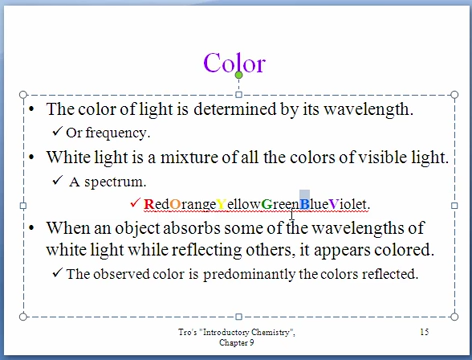 Color
• The color of light is determined by its wavelength.
✓ Or frequency.
• White light is a mixture of all the colors of visible light.
✓ A spectrum.
✓ RedOrangeYellowGreenBlueViolet.
• When an object absorbs some of the wavelengths of
white light while reflecting others, it appears colored.
✓ The observed color is predominantly the colors reflected.
Tro's "Introductory Chemistry",
Chapter 9
15